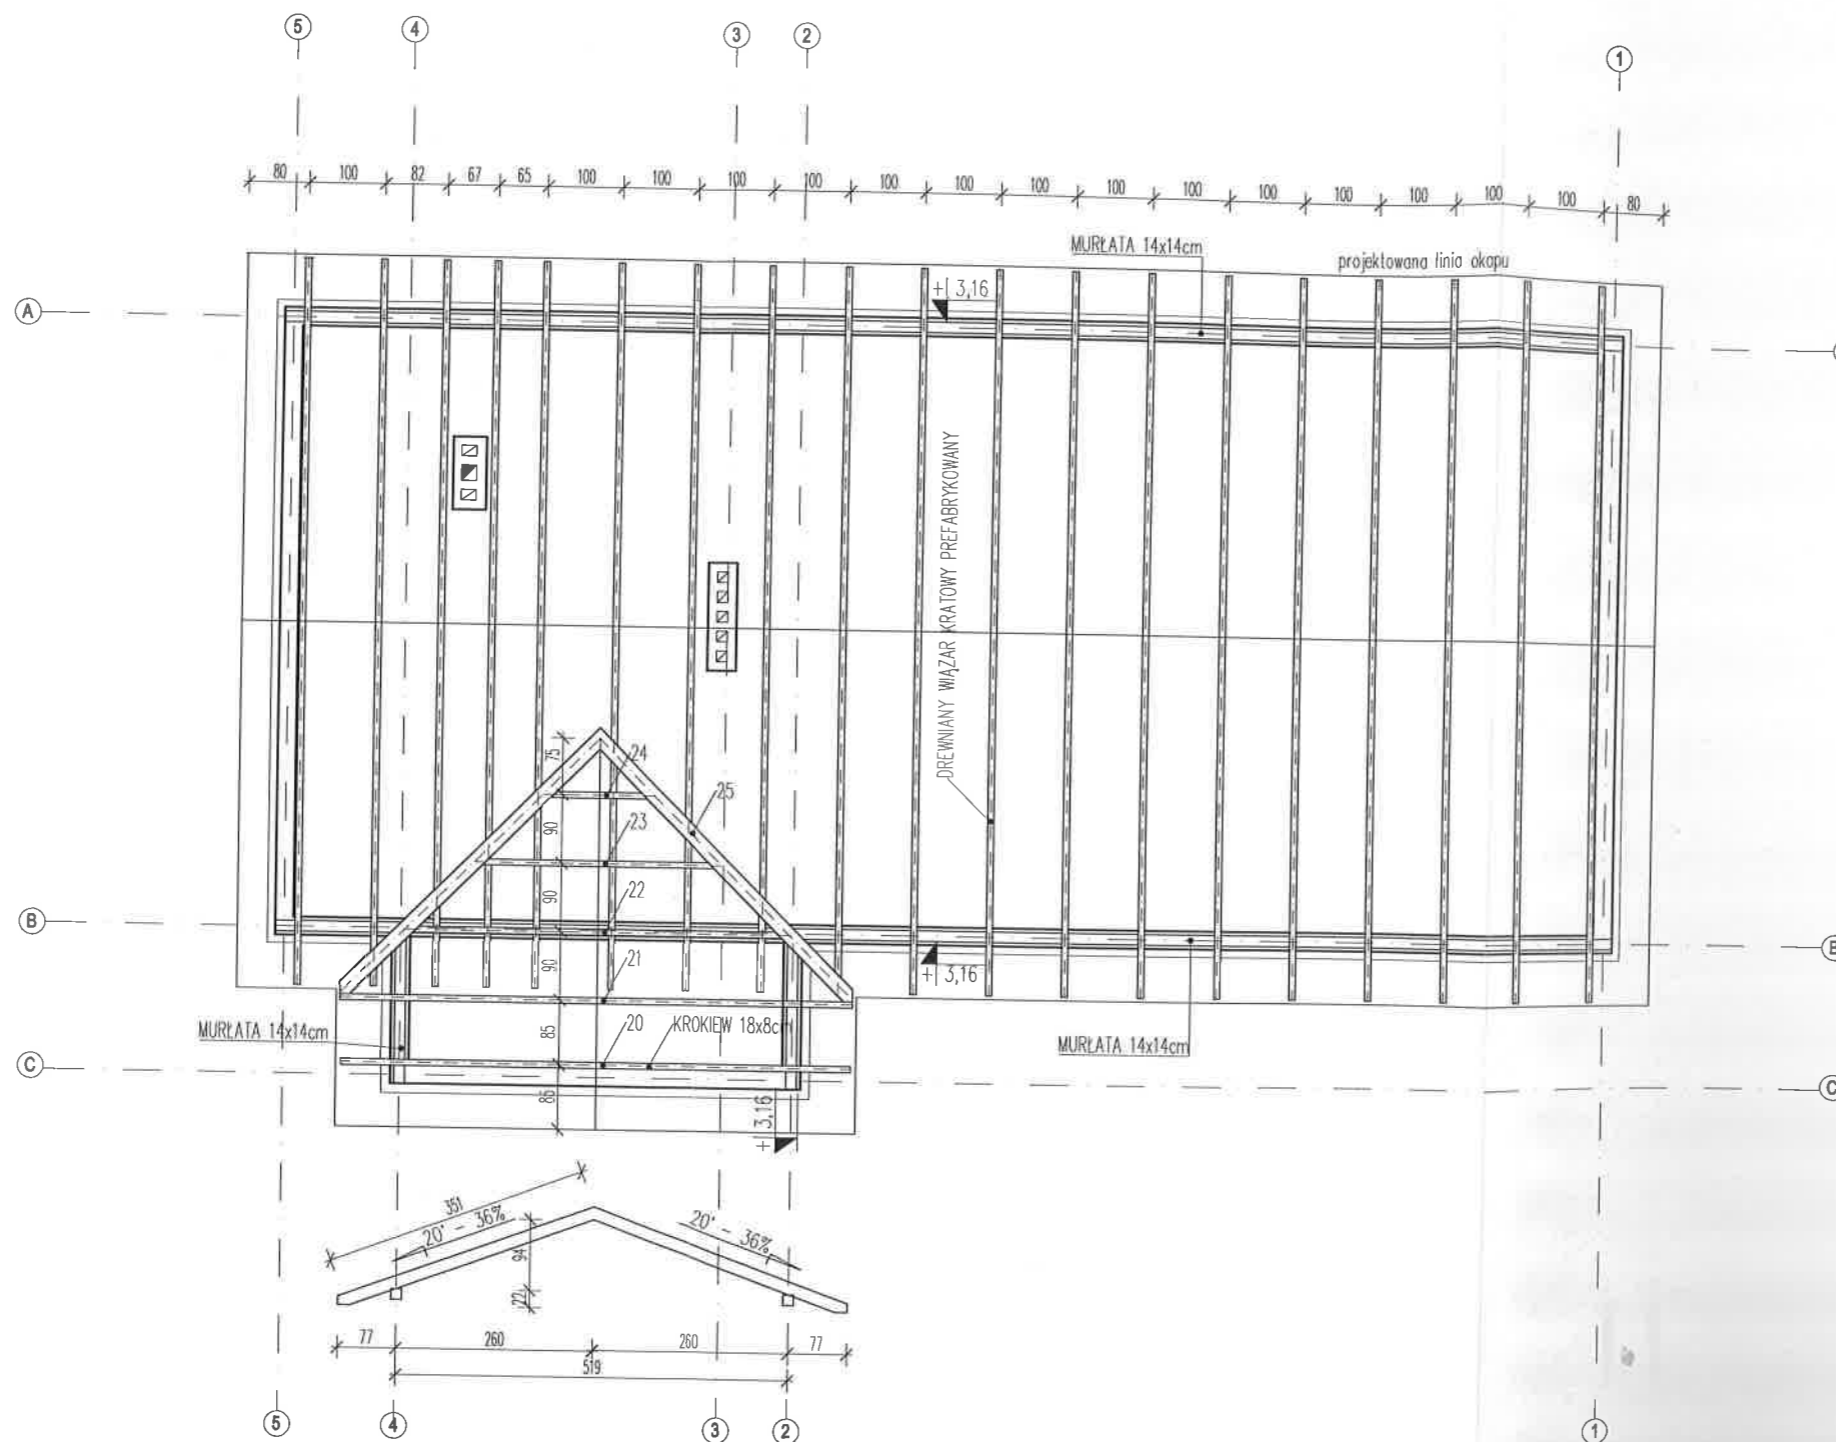 5 4 3 2 1
80 100 82 67 65 100 100 100 100 100 100 100 100 100 100 100 100 100 100 80
MURŁATA 14x14cm
projektowana linia okapu
+ 3,16
A
DREWNIANY WIĄZAR KRATOWY PREFABRYKOWANY
75
24
25
90
23
90
22
B
B
90
21
+ 3,16
MURŁATA 14x14cm
85
20
KROKIEW 18x8cm
MURŁATA 14x14cm
C
C
86
+ 3,16
351
20° - 36%
20° - 36%
94
22
77 260 260 77
519
5 4 3 2 1